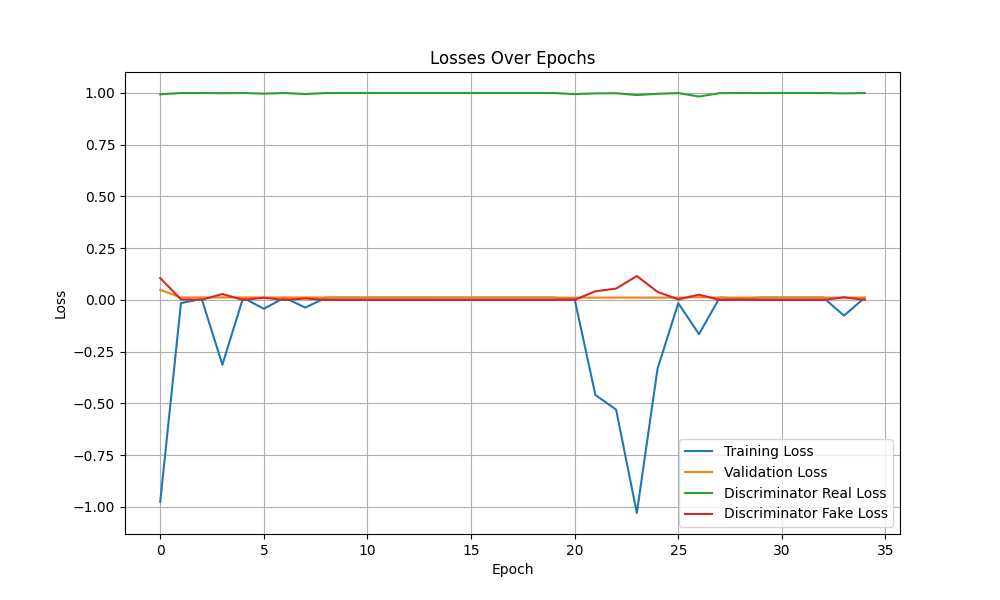 Losses Over Epochs
1.00
0.75
0.50
0.25
0.00
−0.25
−0.50
−0.75
−1.00
Loss
Training Loss
Validation Loss
Discriminator Real Loss
Discriminator Fake Loss
0 5 10 15 20 25 30 35
Epoch